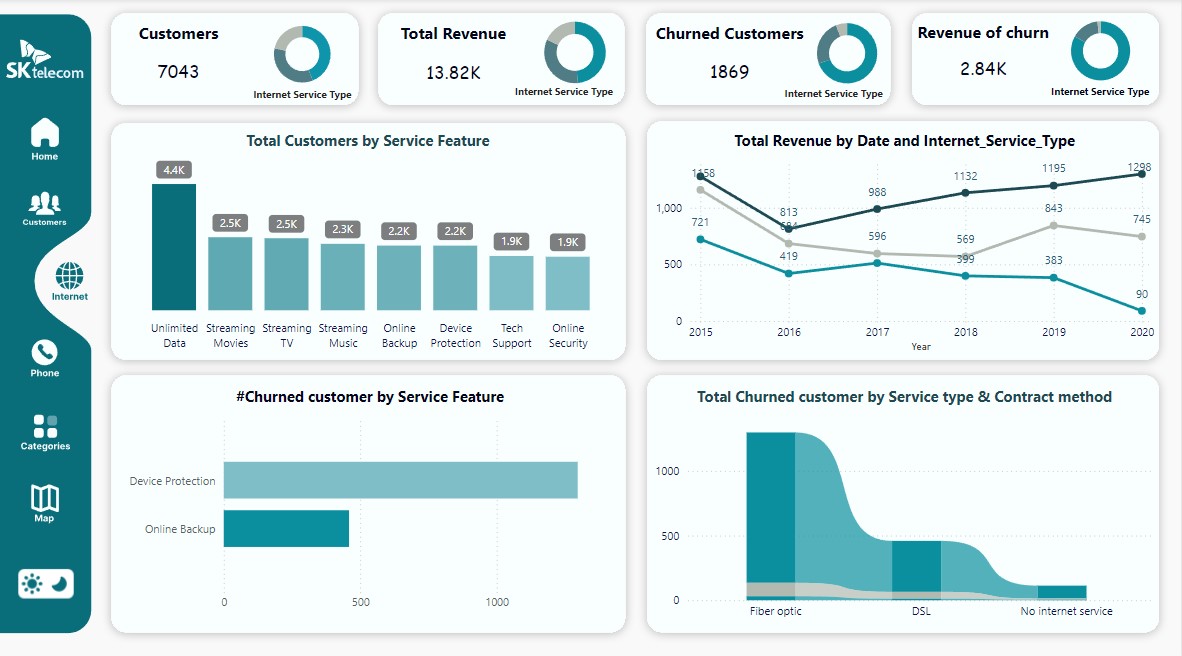 SK telecom
Home
Customers
Internet
Phone
Categories
Map
Customers
7043
Internet Service Type
Total Revenue
13.82K
Internet Service Type
Churned Customers
1869
Internet Service Type
Revenue of churn
2.84K
Internet Service Type
Total Customers by Service Feature
4.4K
2.5K
2.5K
2.3K
2.2K
2.2K
1.9K
1.9K
Unlimited Data
Streaming Movies
Streaming TV
Streaming Music
Online Backup
Device Protection
Tech Support
Online Security
Total Revenue by Date and Internet_Service_Type
1,000
500
0
1158
813
988
1132
1195
1298
596
569
843
745
721
419
399
383
90
2015 2016 2017 2018 2019 2020
Year
#Churned customer by Service Feature
Device Protection
Online Backup
0 500 1000
Total Churned customer by Service type & Contract method
1000
500
0
Fiber optic DSL No internet service